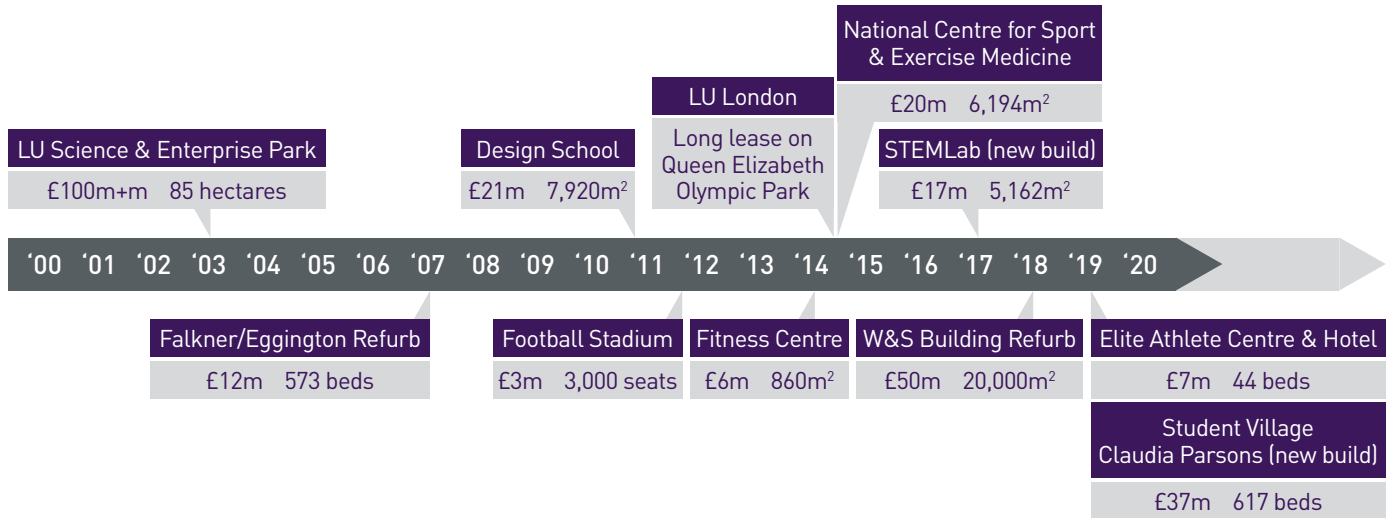 National Centre for Sport
& Exercise Medicine
£20m 6,194m²
LU London
Long lease on
Queen Elizabeth
Olympic Park
LU Science & Enterprise Park
£100m+m 85 hectares
Design School
£21m 7,920m²
STEMLab (new build)
£17m 5,162m²
‘00 ‘01 ‘02 ‘03 ‘04 ‘05 ‘06 ‘07 ‘08 ‘09 ‘10 ‘11 ‘12 ‘13 ‘14 ‘15 ‘16 ‘17 ‘18 ‘19 ‘20
Falkner/Eggington Refurb
£12m 573 beds
Football Stadium
£3m 3,000 seats
Fitness Centre
£6m 860m²
W&S Building Refurb
£50m 20,000m²
Elite Athlete Centre & Hotel
£7m 44 beds
Student Village
Claudia Parsons (new build)
£37m 617 beds